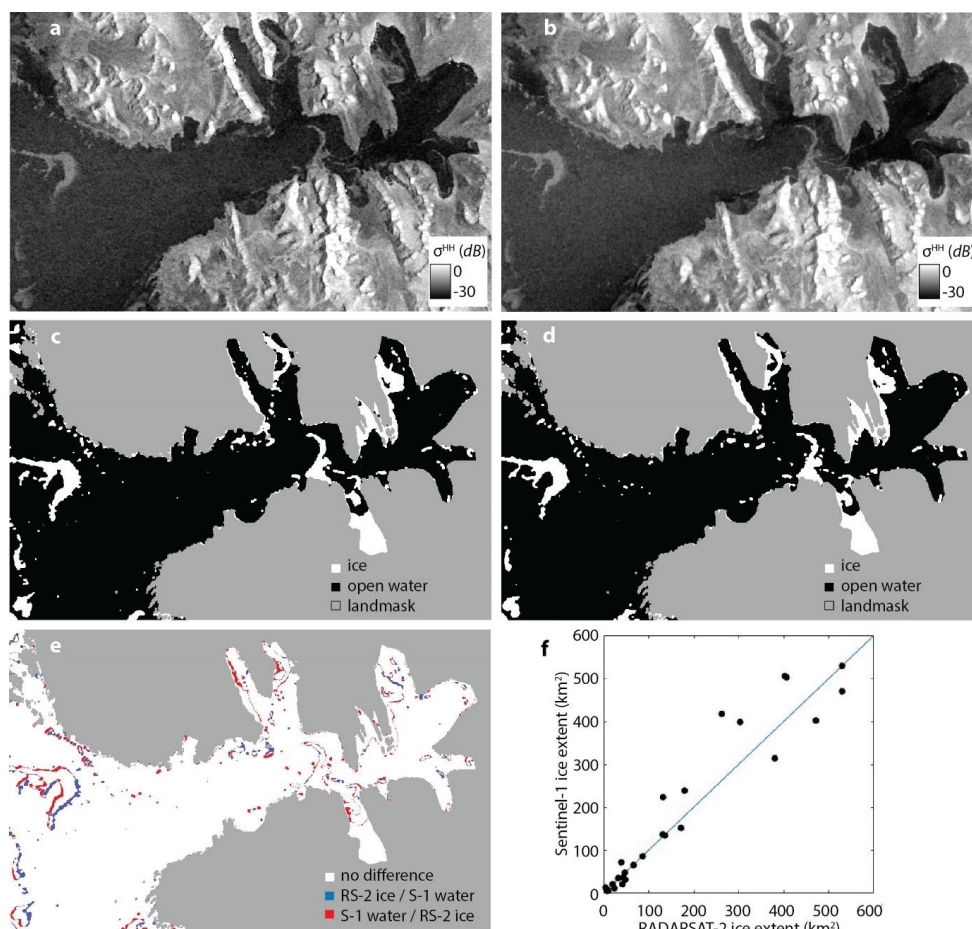 a
b
σᴴᴴ (dB)
0
-30
σᴴᴴ (dB)
0
-30
c
d
ice
open water
landmask
ice
open water
landmask
e
no difference
RS-2 ice / S-1 water
S-1 water / RS-2 ice
f
600
500
400
300
200
100
0
0 100 200 300 400 500 600
Sentinel-1 ice extent (km²)
RADARSAT-2 ice extent (km²)